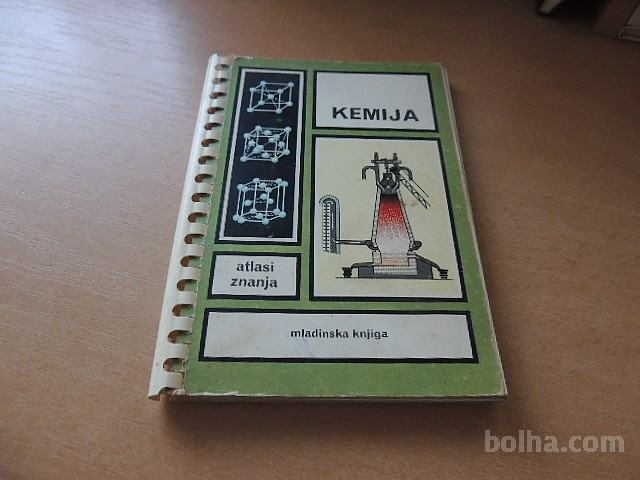 KEMIJA
atlasi
znanja
mladinska knjiga
bolha.com